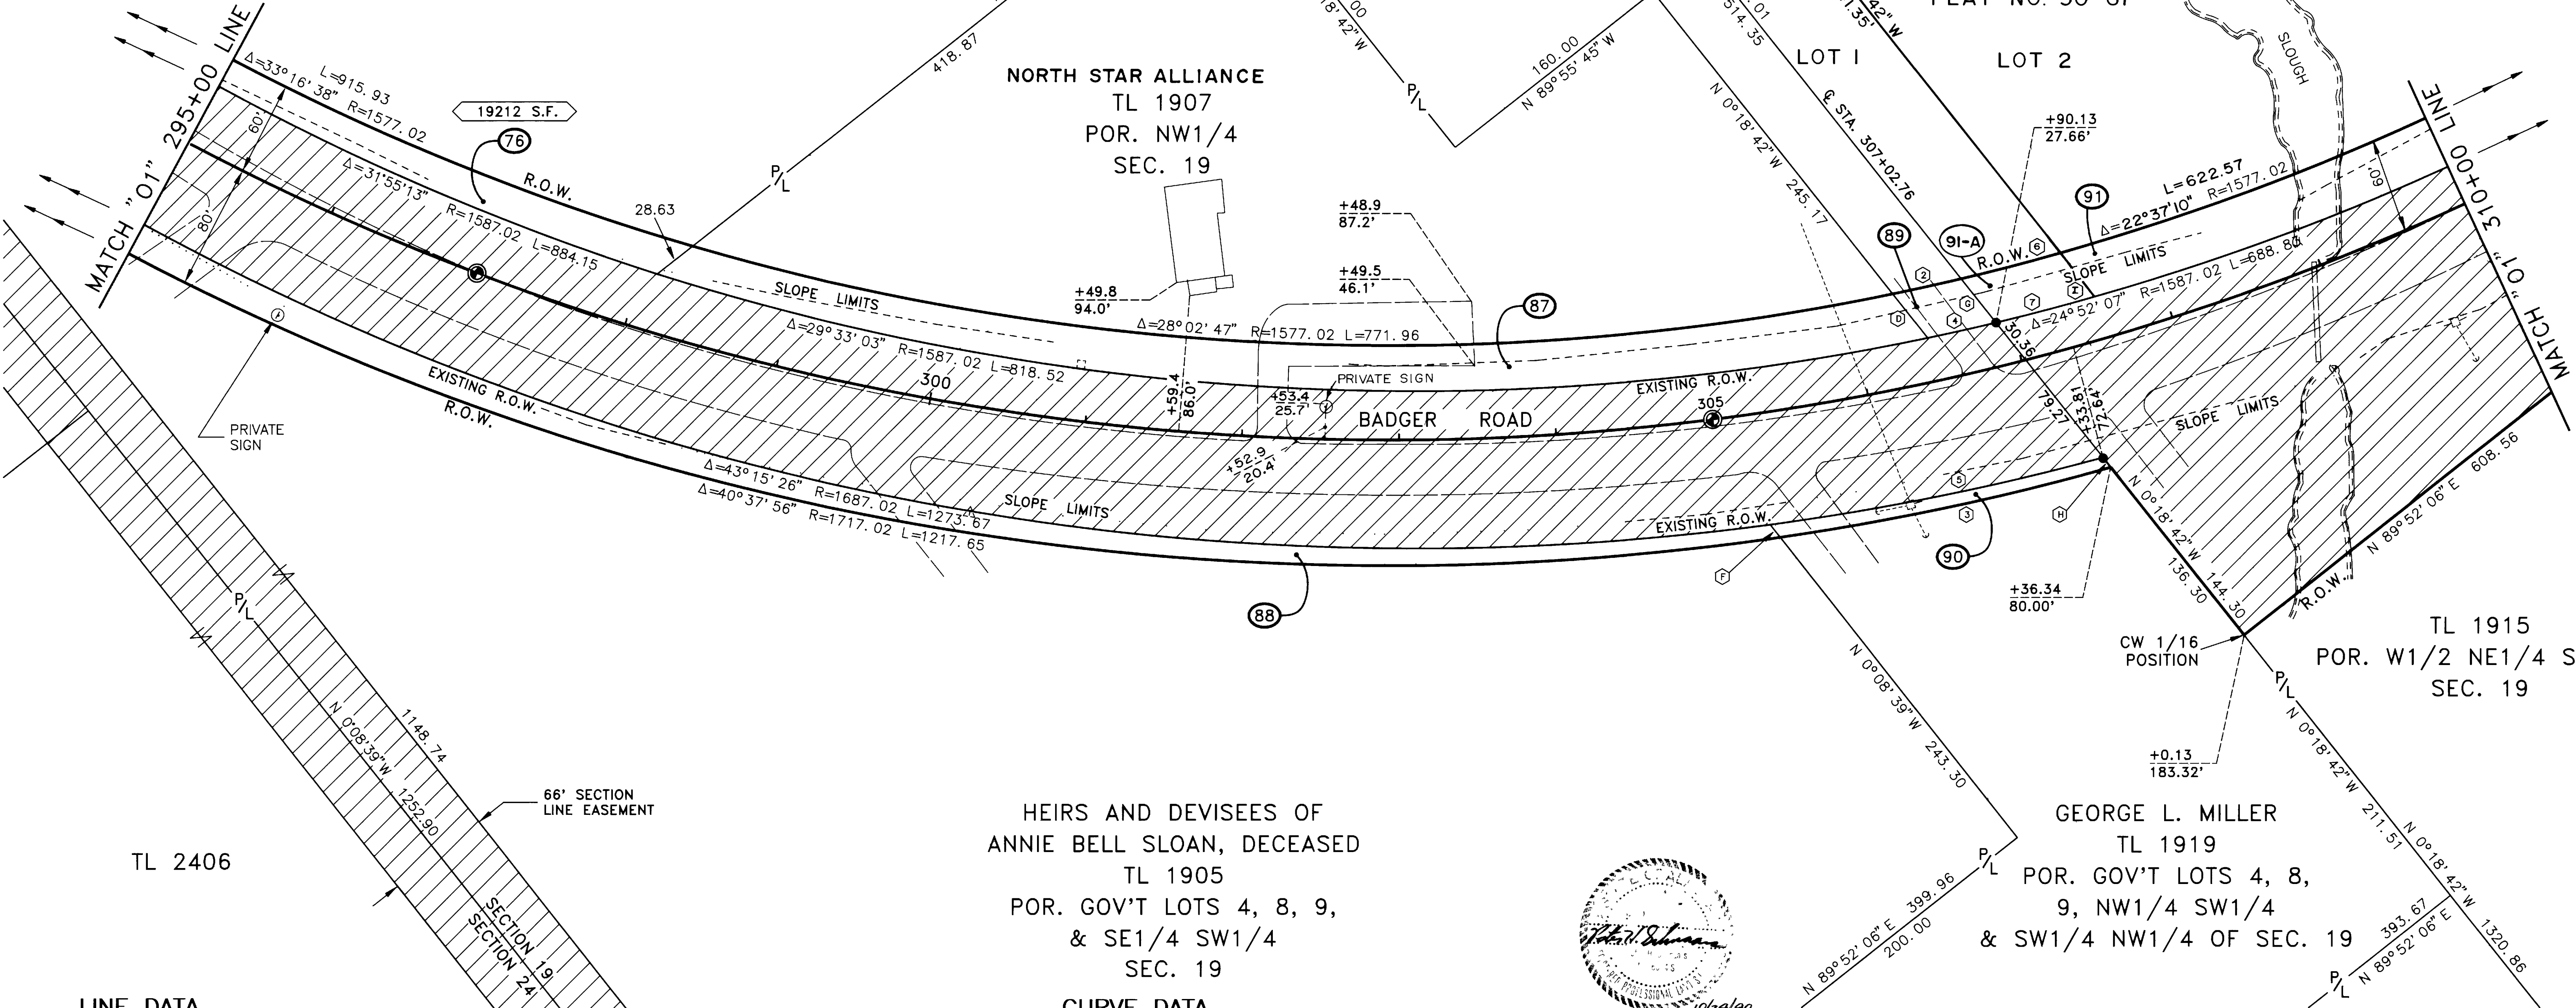 MATCH "01" 295+00 LINE
L=915.93
Δ=33°16'38" R=1577.02
60'
80'
19212 S.F.
76
R.O.W.
Δ=31°55'13" R=1587.02 L=884.15
28.63
418.87
P/L
NORTH STAR ALLIANCE
TL 1907
POR. NW1/4
SEC. 19
160.00
N 89°55'45" W
P/L
18'42" W
514.35
N 0°18'42" W 245.17
LOT 1
LOT 2
SLOUGH
℄ STA. 307+02.76
+90.13
27.66'
91
91-A
89
L=622.57
Δ=22°37'10" R=1577.02
60'
MATCH "01" 310+00 LINE
R.O.W.
6
SLOPE LIMITS
Δ=24°52'07" R=1587.02 L=688.80
2
G
4
7
I
D
SLOPE LIMITS
+49.8
94.0'
+48.9
87.2'
+49.5
46.1'
Δ=28°02'47" R=1577.02 L=771.96
87
Δ=29°33'03" R=1587.02 L=818.52
300
+59.4
86.0'
+53.4
25.7'
PRIVATE SIGN
+52.9
20.4'
EXISTING R.O.W.
BADGER ROAD
305
30.36
79.27
+33.81
72.64'
SLOPE LIMITS
EXISTING R.O.W.
R.O.W.
PRIVATE
SIGN
Δ=43°15'26" R=1687.02 L=1273.67
Δ=40°37'56" R=1717.02 L=1217.65
SLOPE LIMITS
EXISTING R.O.W.
5
3
H
F
90
88
N 0°18'42" W
136.30
144.30
+36.34
80.00'
N 89°52'06" E
608.56
R.O.W.
CW 1/16
POSITION
TL 1915
POR. W1/2 NE1/4 S
SEC. 19
P/L
N 0°18'42" W 211.51
+0.13
183.32'
N 0°08'39" W 243.30
P/L
N 0°08'39" W
1252.90
1148.74
66' SECTION
LINE EASEMENT
TL 2406
SECTION 19
SECTION 24
HEIRS AND DEVISEES OF
ANNIE BELL SLOAN, DECEASED
TL 1905
POR. GOV'T LOTS 4, 8, 9,
& SE1/4 SW1/4
SEC. 19
GEORGE L. MILLER
TL 1919
POR. GOV'T LOTS 4, 8,
9, NW1/4 SW1/4
& SW1/4 NW1/4 OF SEC. 19
P/L
N 89°52'06" E 399.96
200.00
N 0°18'42" W 1320.86
393.67
N 89°52'06" E
P/L
LINE DATA
CURVE DATA